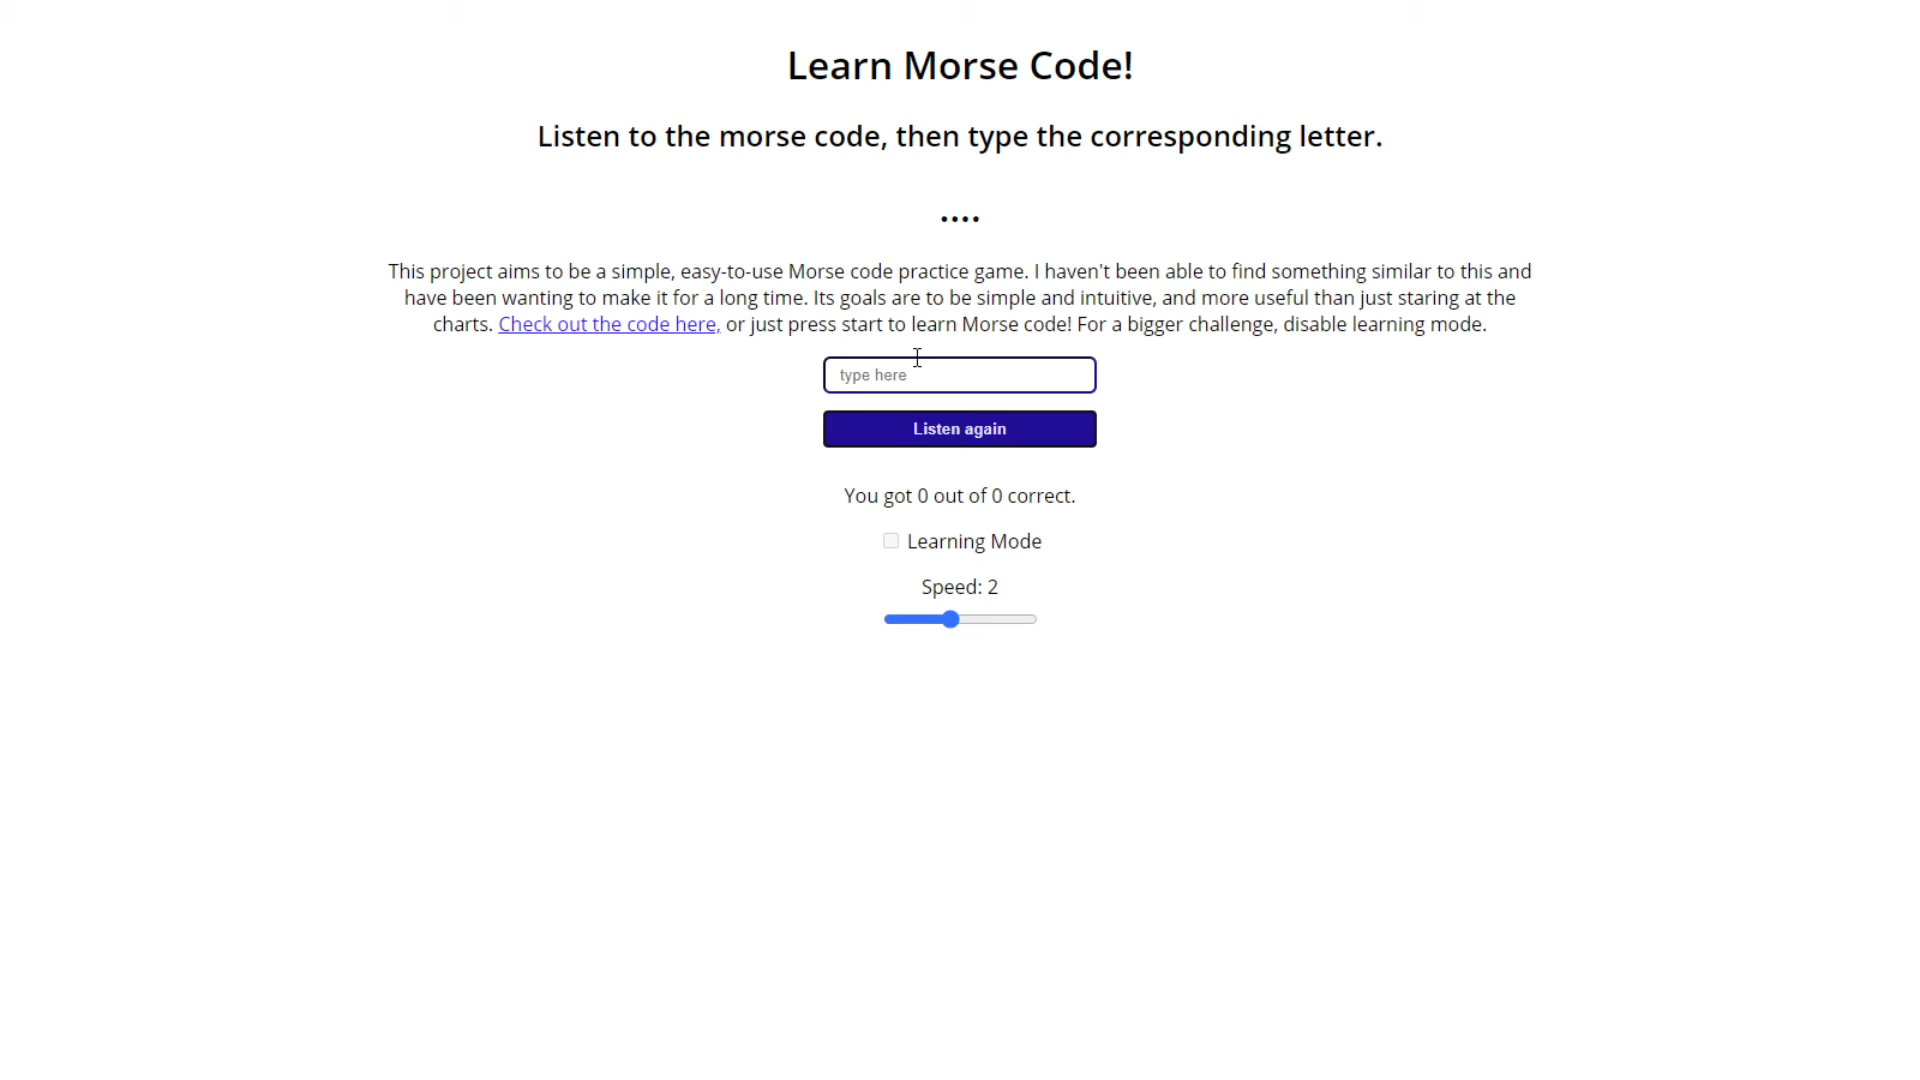 Learn Morse Code!
Listen to the morse code, then type the corresponding letter.
....
This project aims to be a simple, easy-to-use Morse code practice game. I haven't been able to find something similar to this and
have been wanting to make it for a long time. Its goals are to be simple and intuitive, and more useful than just staring at the
charts. Check out the code here, or just press start to learn Morse code! For a bigger challenge, disable learning mode.
type here
Listen again
You got 0 out of 0 correct.
Learning Mode
Speed: 2